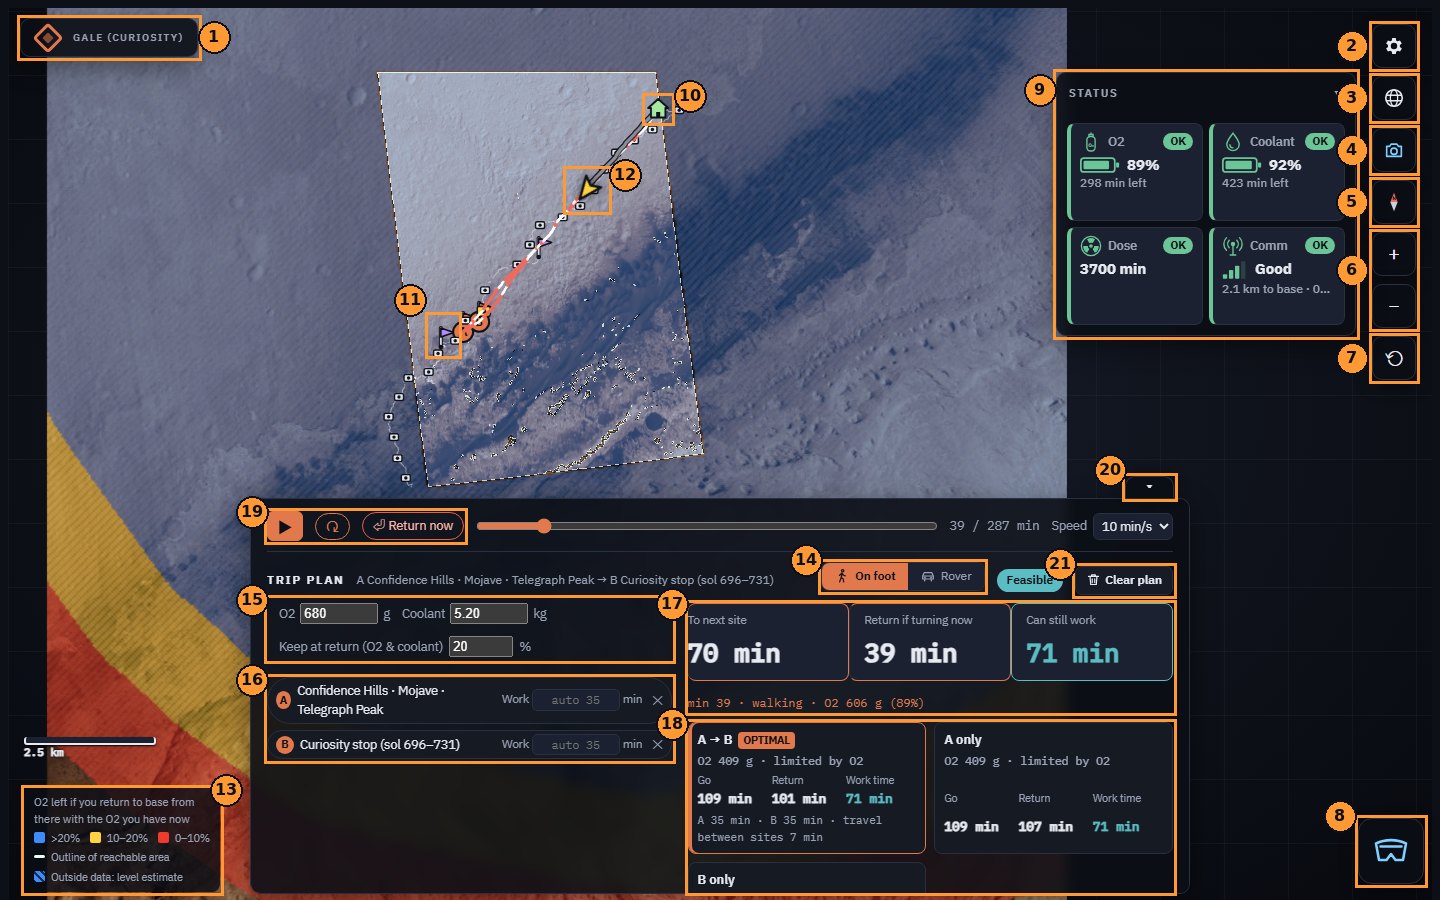 GALE (CURIOSITY)
1
2
3
4
5
6
7
8
9
STATUS
O2 OK
89%
298 min left
Coolant OK
92%
423 min left
Dose OK
3700 min
Comm OK
Good
2.1 km to base · 0...
10
12
11
20
19
Return now
39 / 287 min
Speed
10 min/s
TRIP PLAN
A Confidence Hills · Mojave · Telegraph Peak → B Curiosity stop (sol 696–731)
14
On foot
Rover
Feasible
21
Clear plan
15
O2 680 g Coolant 5.20 kg
Keep at return (O2 & coolant) 20 %
17
To next site
70 min
Return if turning now
39 min
Can still work
71 min
min 39 · walking · O2 606 g (89%)
16
A Confidence Hills · Mojave ·
Telegraph Peak
Work auto 35 min
B Curiosity stop (sol 696–731)
Work auto 35 min
18
A → B OPTIMAL
O2 409 g · limited by O2
Go Return Work time
109 min 101 min 71 min
A 35 min · B 35 min · travel
between sites 7 min
A only
O2 409 g · limited by O2
Go Return Work time
109 min 107 min 71 min
B only
2.5 km
13
O2 left if you return to base from
there with the O2 you have now
>20% 10–20% 0–10%
Outline of reachable area
Outside data: level estimate